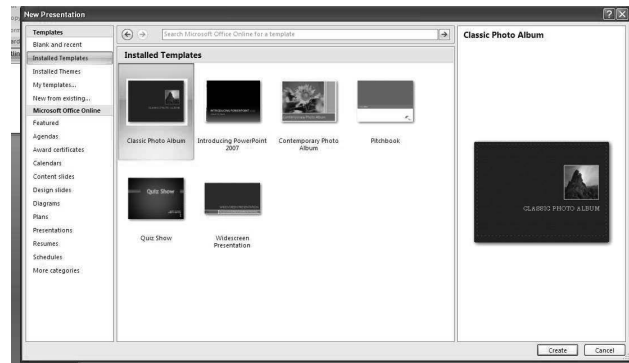 New Presentation
Templates
Blank and recent
Installed Templates
Installed Themes
My templates...
New from existing...
Microsoft Office Online
Featured
Agendas
Award certificates
Calendars
Content slides
Design slides
Diagrams
Plans
Presentations
Resumes
Schedules
More categories
Search Microsoft Office Online for a template
Installed Templates
Classic Photo Album
Introducing PowerPoint
2007
Contemporary Photo
Album
Pitchbook
Quiz Show
Quiz Show
Widescreen
Presentation
Classic Photo Album
CLASSIC PHOTO ALBUM
Create
Cancel